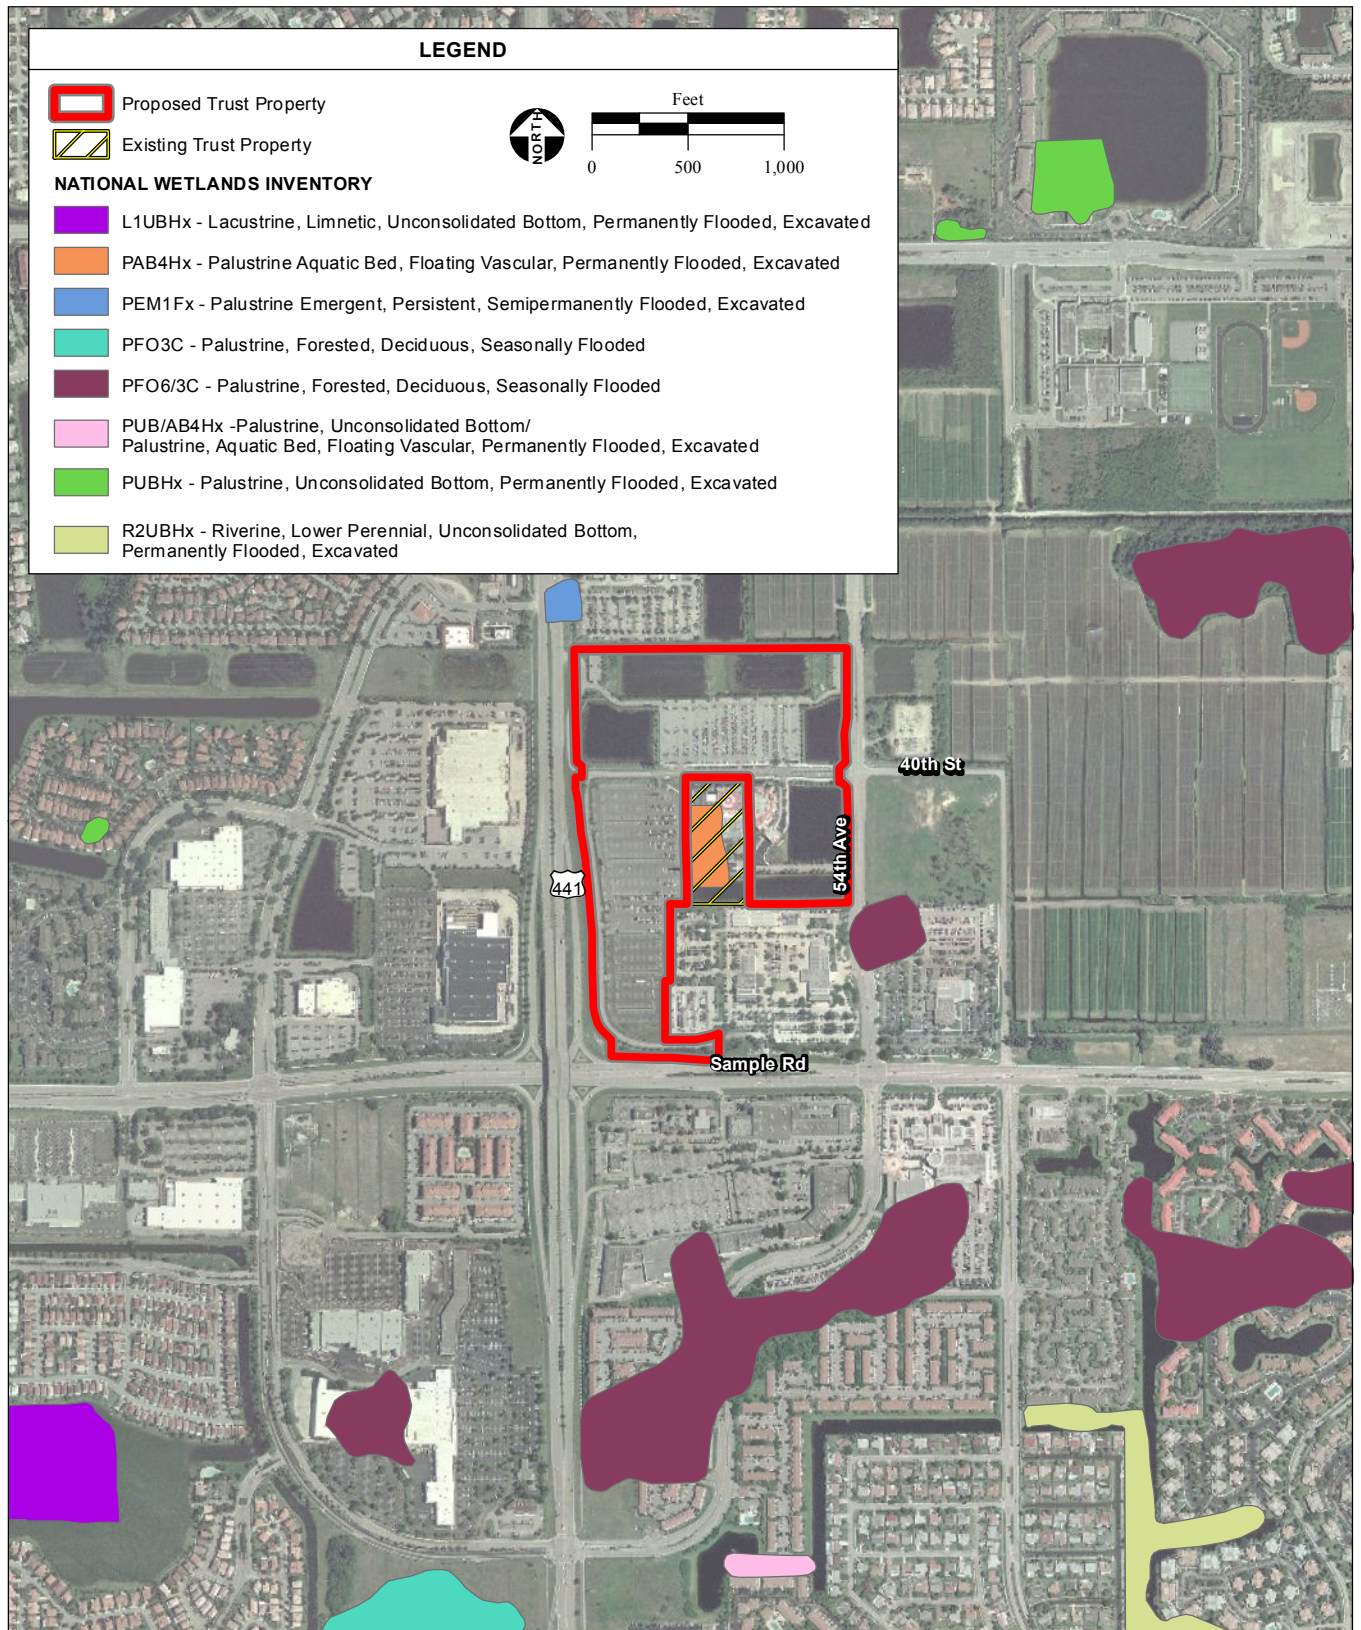 LEGEND
Proposed Trust Property
Existing Trust Property
NORTH
Feet
0 500 1,000
NATIONAL WETLANDS INVENTORY
L1UBHx - Lacustrine, Limnetic, Unconsolidated Bottom, Permanently Flooded, Excavated
PAB4Hx - Palustrine Aquatic Bed, Floating Vascular, Permanently Flooded, Excavated
PEM1Fx - Palustrine Emergent, Persistent, Semipermanently Flooded, Excavated
PFO3C - Palustrine, Forested, Deciduous, Seasonally Flooded
PFO6/3C - Palustrine, Forested, Deciduous, Seasonally Flooded
PUB/AB4Hx -Palustrine, Unconsolidated Bottom/
Palustrine, Aquatic Bed, Floating Vascular, Permanently Flooded, Excavated
PUBHx - Palustrine, Unconsolidated Bottom, Permanently Flooded, Excavated
R2UBHx - Riverine, Lower Perennial, Unconsolidated Bottom,
Permanently Flooded, Excavated
40th St
54th Ave
441
Sample Rd